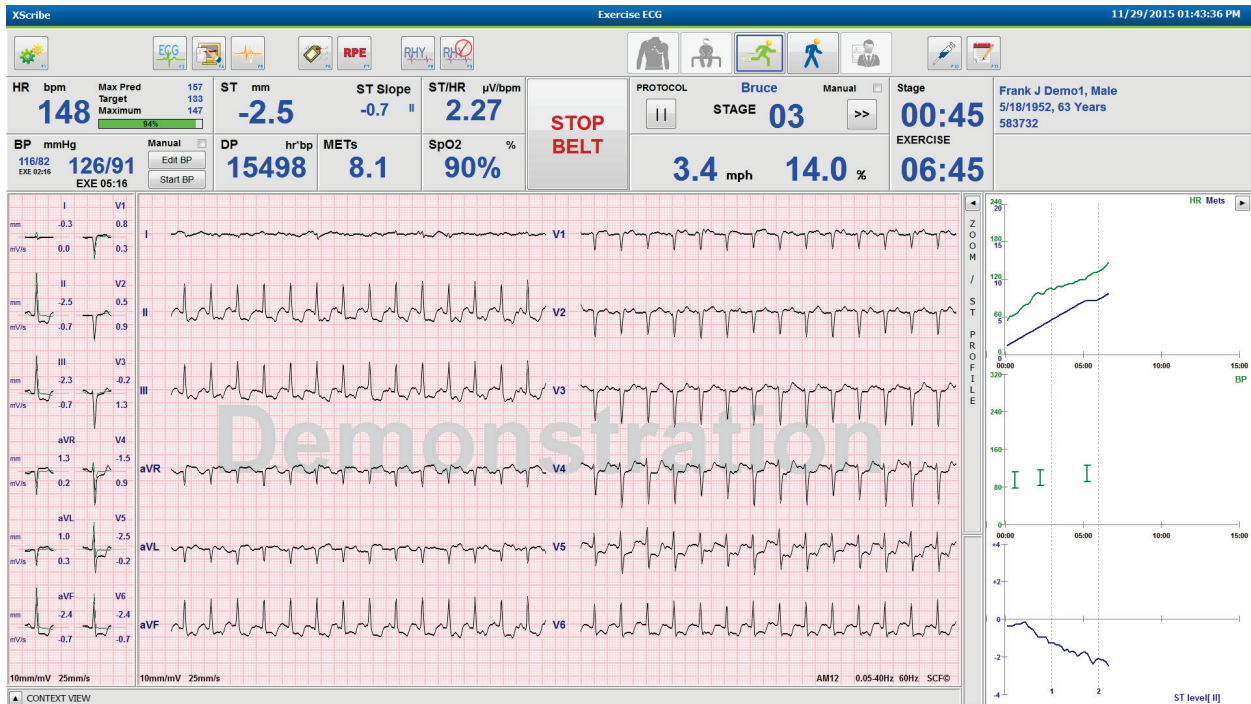 XScribe Exercise ECG 11/29/2015 01:43:36 PM
ECG RPE RHY RHY
HR bpm
148
Max Pred 157
Target 133
Maximum 147
94%
ST mm
-2.5
ST Slope
-0.7 II
ST/HR µV/bpm
2.27
STOP
BELT
PROTOCOL Bruce Manual
STAGE 03 >>
3.4 mph 14.0 %
Stage
00:45
EXERCISE
06:45
Frank J Demo1, Male
5/18/1952, 63 Years
583732
BP mmHg Manual
116/82
EXE 02:16
126/91
EXE 05:16
Edit BP
Start BP
DP hr*bp
15498
METs
8.1
SpO2 %
90%
I V1
mm -0.3 0.8
mV/s 0.0 0.3
II V2
mm -2.5 0.5
mV/s -0.7 0.9
III V3
mm -2.3 -0.2
mV/s -0.7 1.3
aVR V4
mm 1.3 -1.5
mV/s 0.2 0.9
aVL V5
mm 1.0 -2.5
mV/s 0.3 -0.2
aVF V6
mm -2.4 -2.4
mV/s -0.7 -0.7
10mm/mV 25mm/s
I V1
II V2
III V3
Demonstration
aVR V4
aVL V5
aVF V6
10mm/mV 25mm/s AM12 0.05-40Hz 60Hz SCF©
ZOOM / ST PROFILE
HR Mets
240
20
180
15
120
10
60
5
0
0
00:00 05:00 10:00 15:00
BP
320
240
160
80
0
00:00 05:00 10:00 15:00
+4
+2
0
-2
-4
1 2
ST level[ II]
CONTEXT VIEW